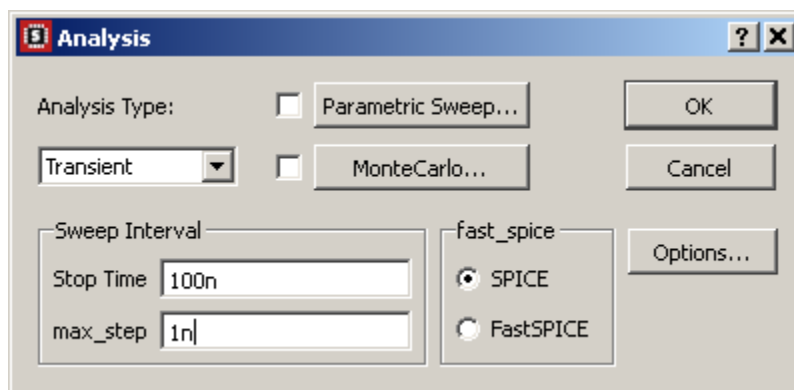 Analysis
Analysis Type:
Parametric Sweep...
OK
Transient
MonteCarlo...
Cancel
Sweep Interval
fast_spice
Options...
Stop Time 100n
SPICE
max_step 1n
FastSPICE